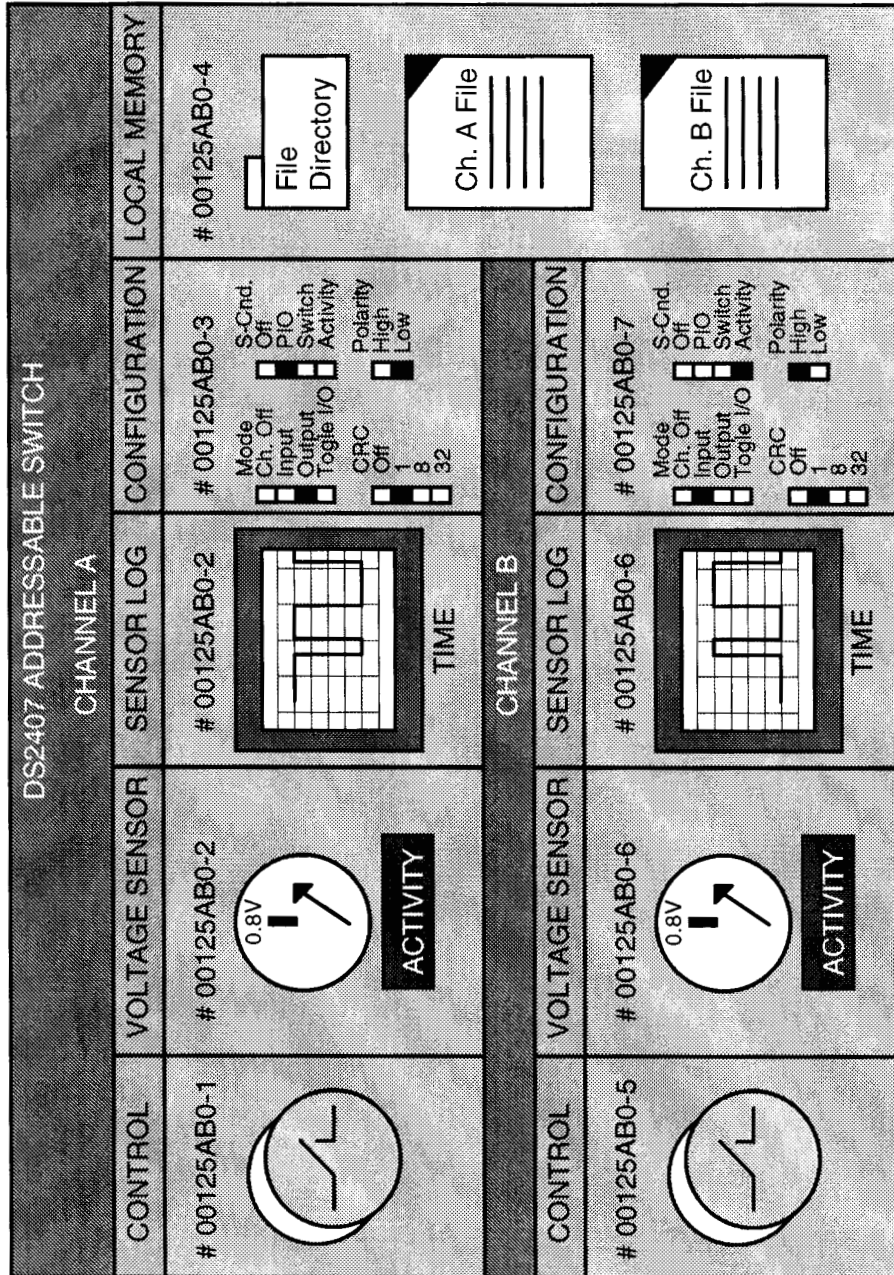 DS2407 ADDRESSABLE SWITCH
CHANNEL A
CONTROL
VOLTAGE SENSOR
SENSOR LOG
CONFIGURATION
LOCAL MEMORY
# 00125AB0-1
# 00125AB0-2
0.8V
ACTIVITY
# 00125AB0-2
TIME
# 00125AB0-3
Mode
Ch. Off
Input
Output
Togle I/O
S-Cnd.
Off
PIO
Switch
Activity
CRC
Off
1
8
32
Polarity
High
Low
# 00125AB0-4
File
Directory
Ch. A File
Ch. B File
CHANNEL B
CONTROL
VOLTAGE SENSOR
SENSOR LOG
CONFIGURATION
# 00125AB0-5
# 00125AB0-6
0.8V
ACTIVITY
# 00125AB0-6
TIME
# 00125AB0-7
Mode
Ch. Off
Input
Output
Togle I/O
S-Cnd.
Off
PIO
Switch
Activity
CRC
Off
1
8
32
Polarity
High
Low